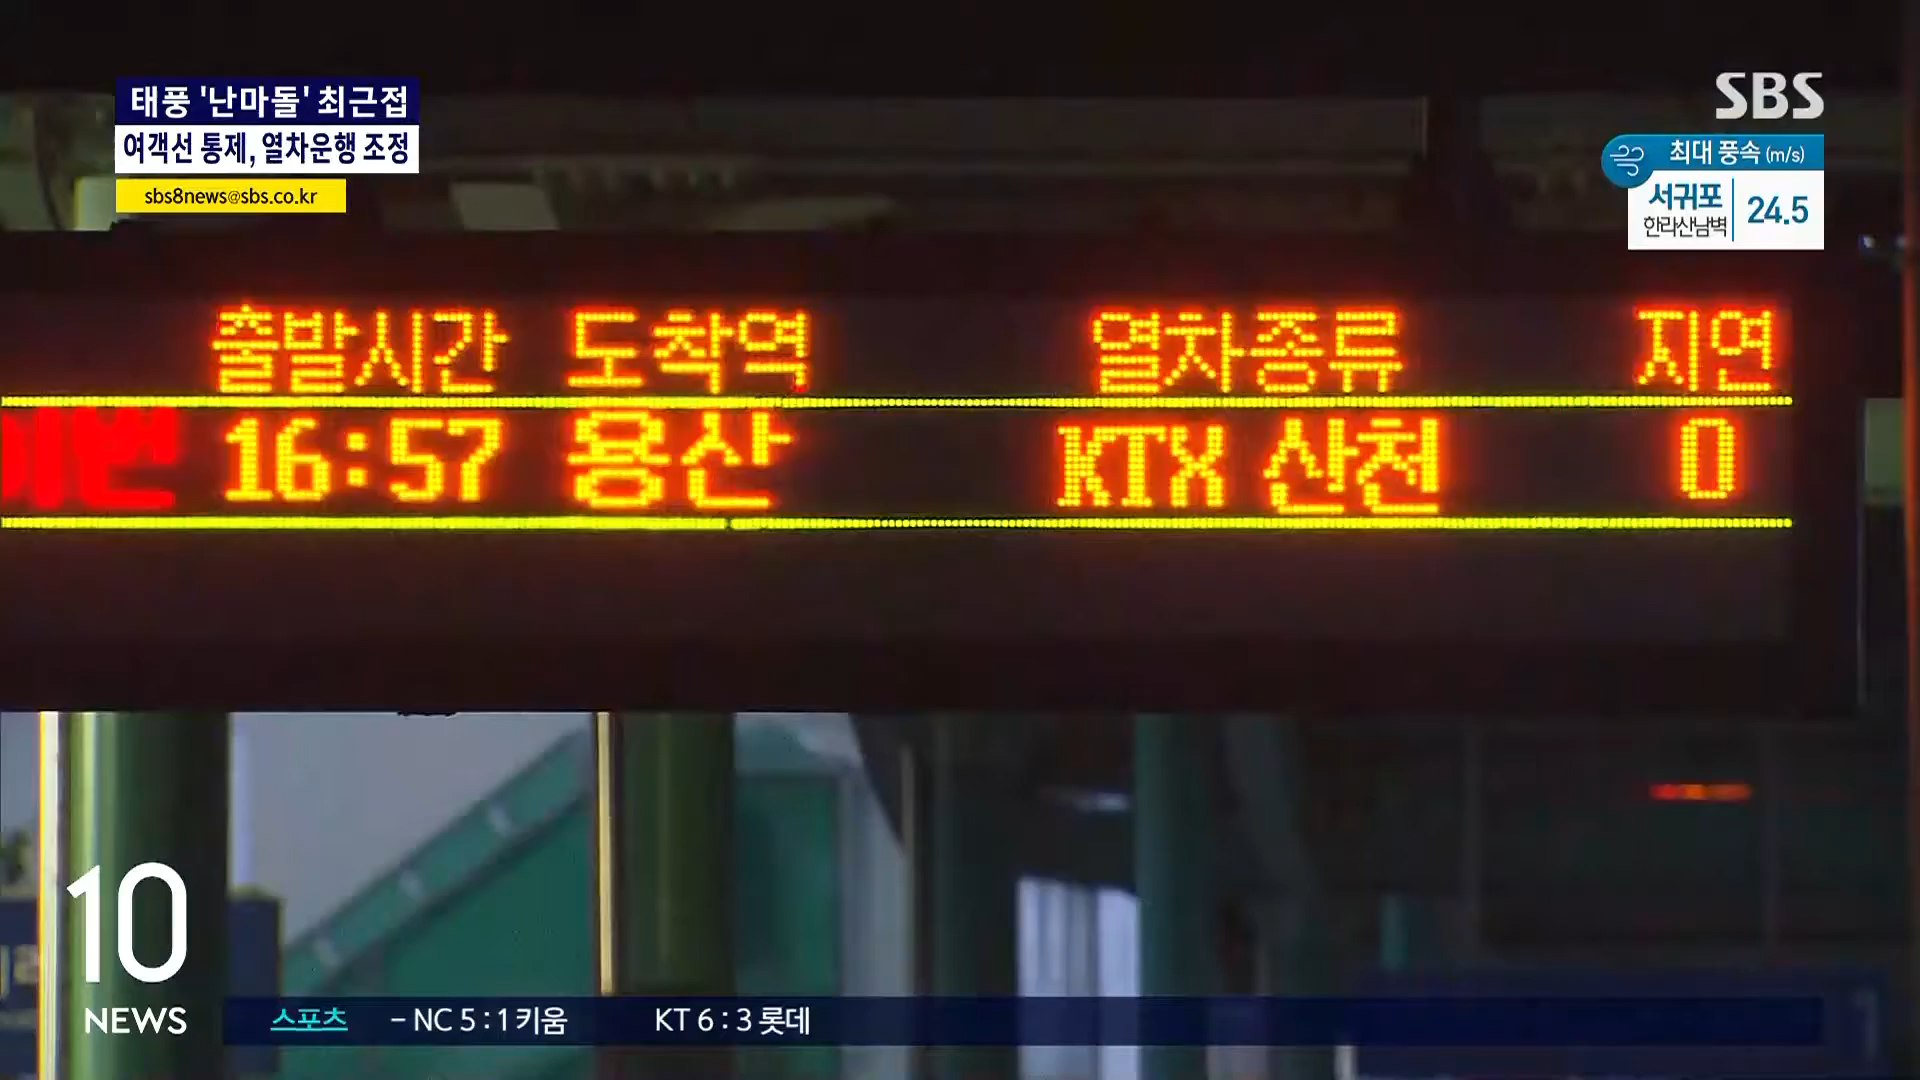 태풍 '난마돌' 최근접
여객선 통제, 열차운행 조정
sbs8news@sbs.co.kr
SBS
최대 풍속 (m/s)
서귀포
한라산남벽
24.5
출발시간 도착역 열차종류 지연
이번 16:57 용산 KTX 산천 0
10
NEWS
스포츠 - NC 5 : 1 키움 KT 6 : 3 롯데